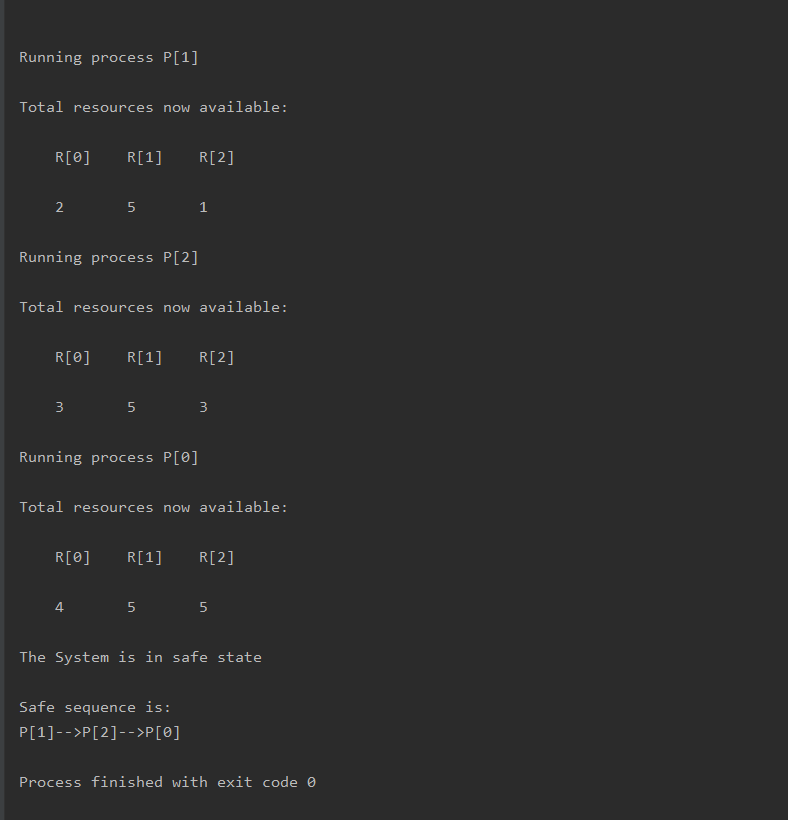 Running process P[1]
Total resources now available:
R[0]    R[1]    R[2]
2       5       1
Running process P[2]
Total resources now available:
R[0]    R[1]    R[2]
3       5       3
Running process P[0]
Total resources now available:
R[0]    R[1]    R[2]
4       5       5
The System is in safe state
Safe sequence is:
P[1]-->P[2]-->P[0]
Process finished with exit code 0